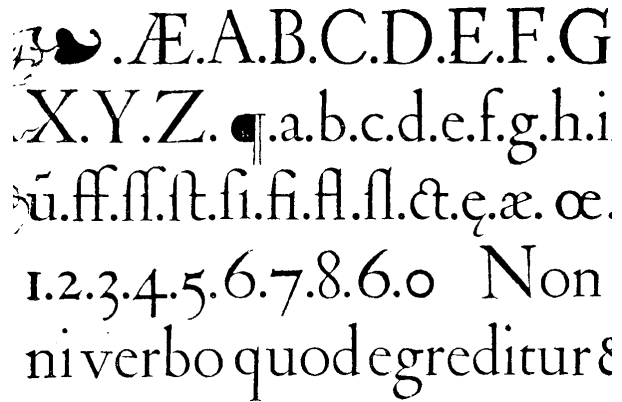 ❧.Æ.A.B.C.D.E.F.G
X.Y.Z. ¶.a.b.c.d.e.f.g.h.i
ū.ff.ſſ.ſt.ſi.fi.fl.ſl.ct.ę.æ. œ.
1.2.3.4.5.6.7.8.6.0 Non
ni verbo quod egreditur &